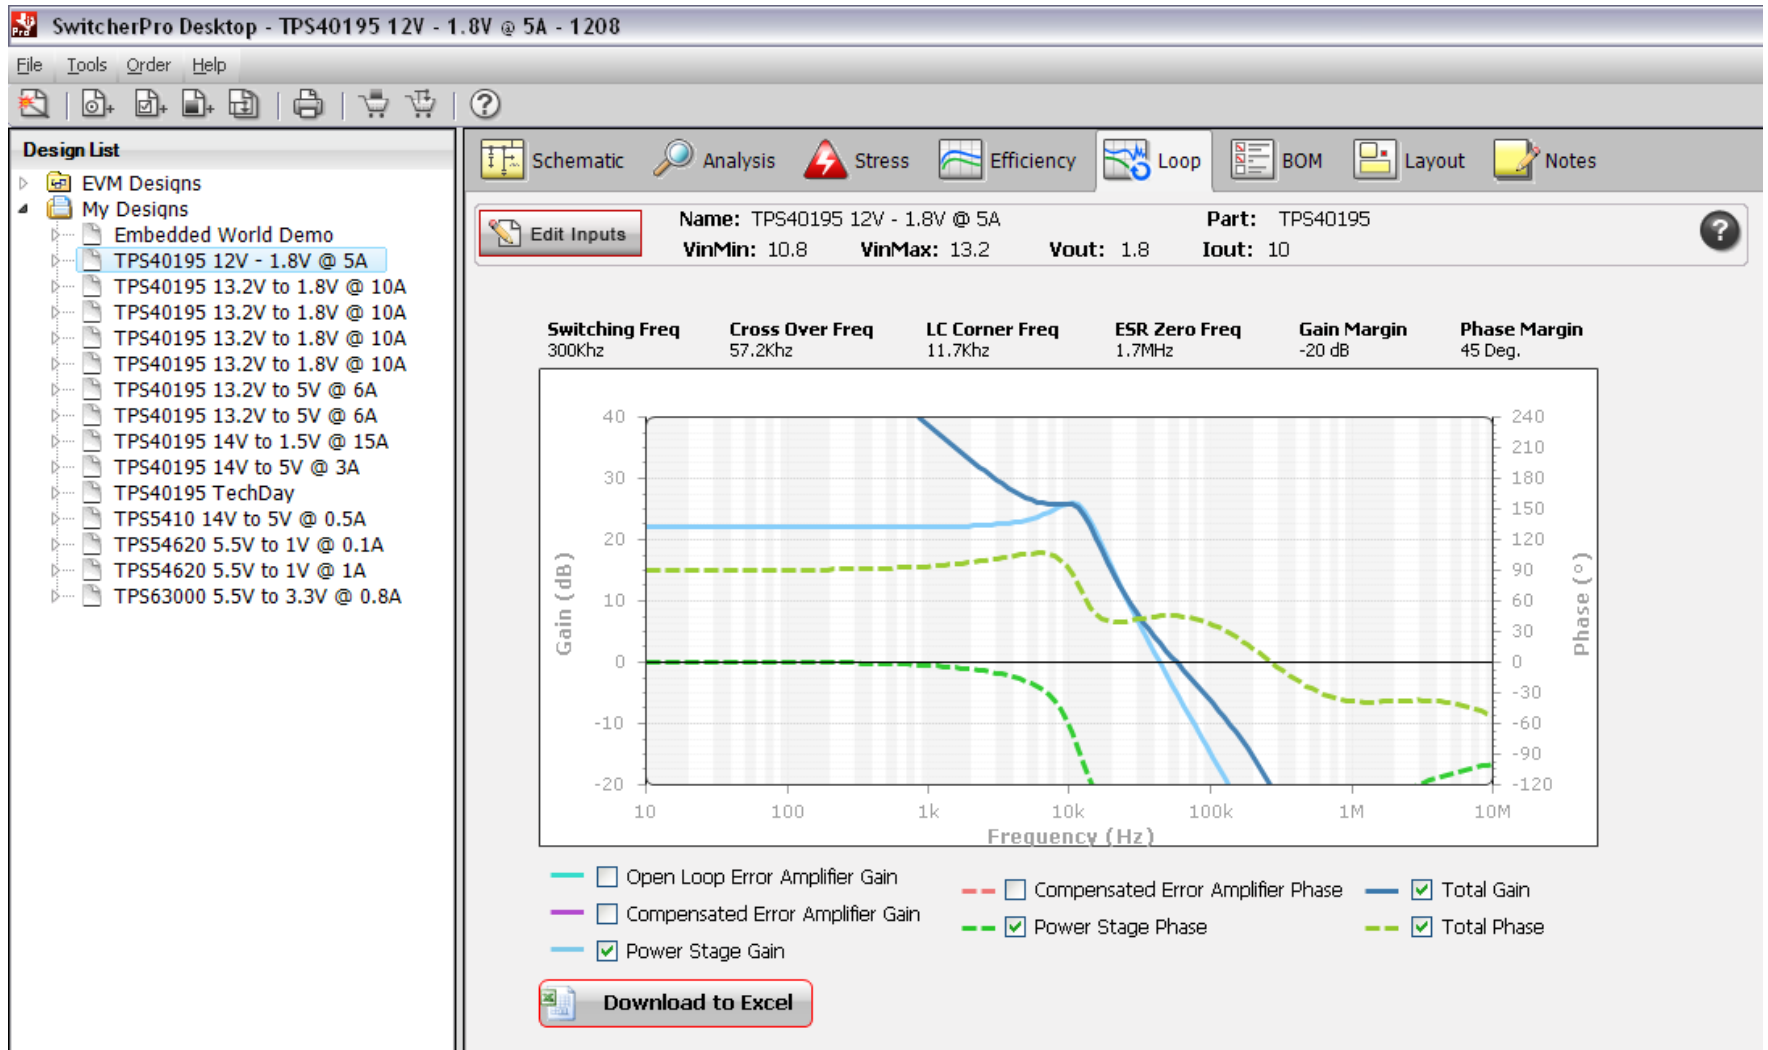 SwitcherPro Desktop - TPS40195 12V - 1.8V @ 5A - 1208
File Tools Order Help
Design List
EVM Designs
My Designs
Embedded World Demo
TPS40195 12V - 1.8V @ 5A
TPS40195 13.2V to 1.8V @ 10A
TPS40195 13.2V to 1.8V @ 10A
TPS40195 13.2V to 1.8V @ 10A
TPS40195 13.2V to 1.8V @ 10A
TPS40195 13.2V to 5V @ 6A
TPS40195 13.2V to 5V @ 6A
TPS40195 14V to 1.5V @ 15A
TPS40195 14V to 5V @ 3A
TPS40195 TechDay
TPS5410 14V to 5V @ 0.5A
TPS54620 5.5V to 1V @ 0.1A
TPS54620 5.5V to 1V @ 1A
TPS63000 5.5V to 3.3V @ 0.8A
Schematic Analysis Stress Efficiency Loop BOM Layout Notes
Edit Inputs
Name: TPS40195 12V - 1.8V @ 5A Part: TPS40195
VinMin: 10.8 VinMax: 13.2 Vout: 1.8 Iout: 10
Switching Freq Cross Over Freq LC Corner Freq ESR Zero Freq Gain Margin Phase Margin
300Khz 57.2Khz 11.7Khz 1.7MHz -20 dB 45 Deg.
40 240
210
30 180
150
20 120
90
10 60
30
0 0
-30
-10 -60
-90
-20 -120
Gain (dB)
Phase (°)
10 100 1k 10k 100k 1M 10M
Frequency (Hz)
Open Loop Error Amplifier Gain
Compensated Error Amplifier Gain
Power Stage Gain
Compensated Error Amplifier Phase
Power Stage Phase
Total Gain
Total Phase
Download to Excel